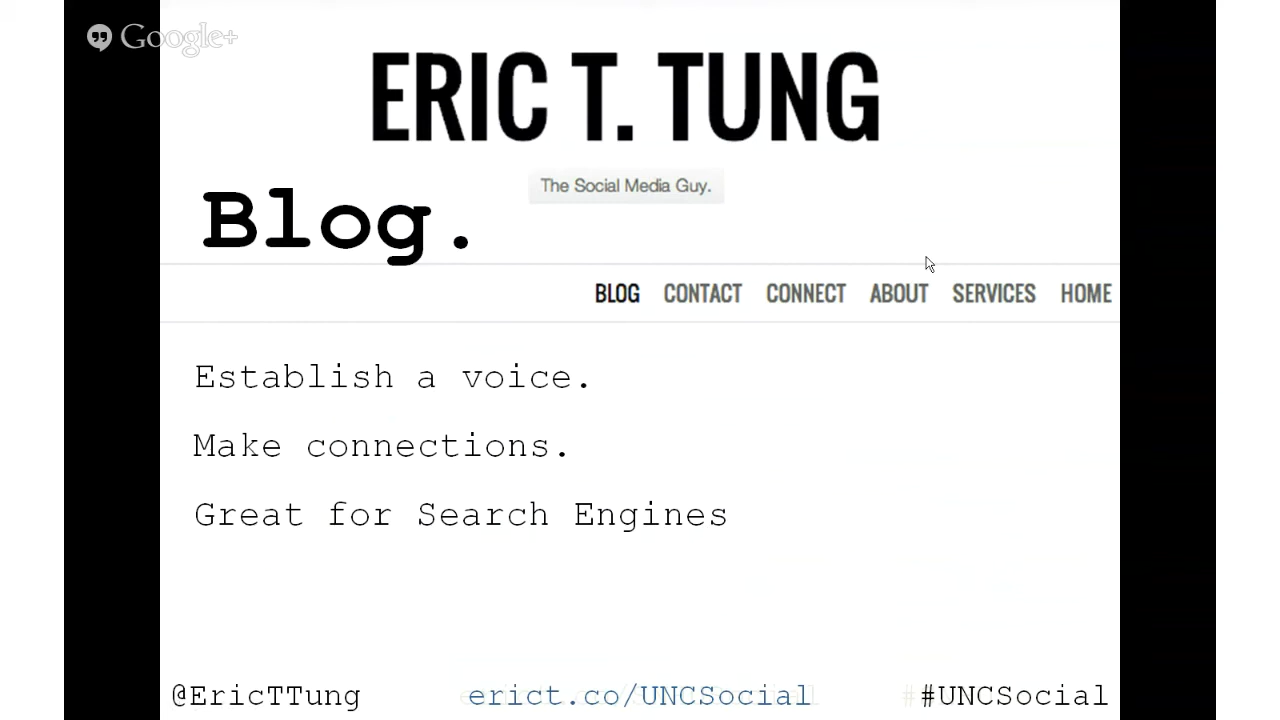 Google+
ERIC T. TUNG
The Social Media Guy.
Blog.
BLOG CONTACT CONNECT ABOUT SERVICES HOME
Establish a voice.
Make connections.
Great for Search Engines
@EricTTung erict.co/UNCSocial #UNCSocial